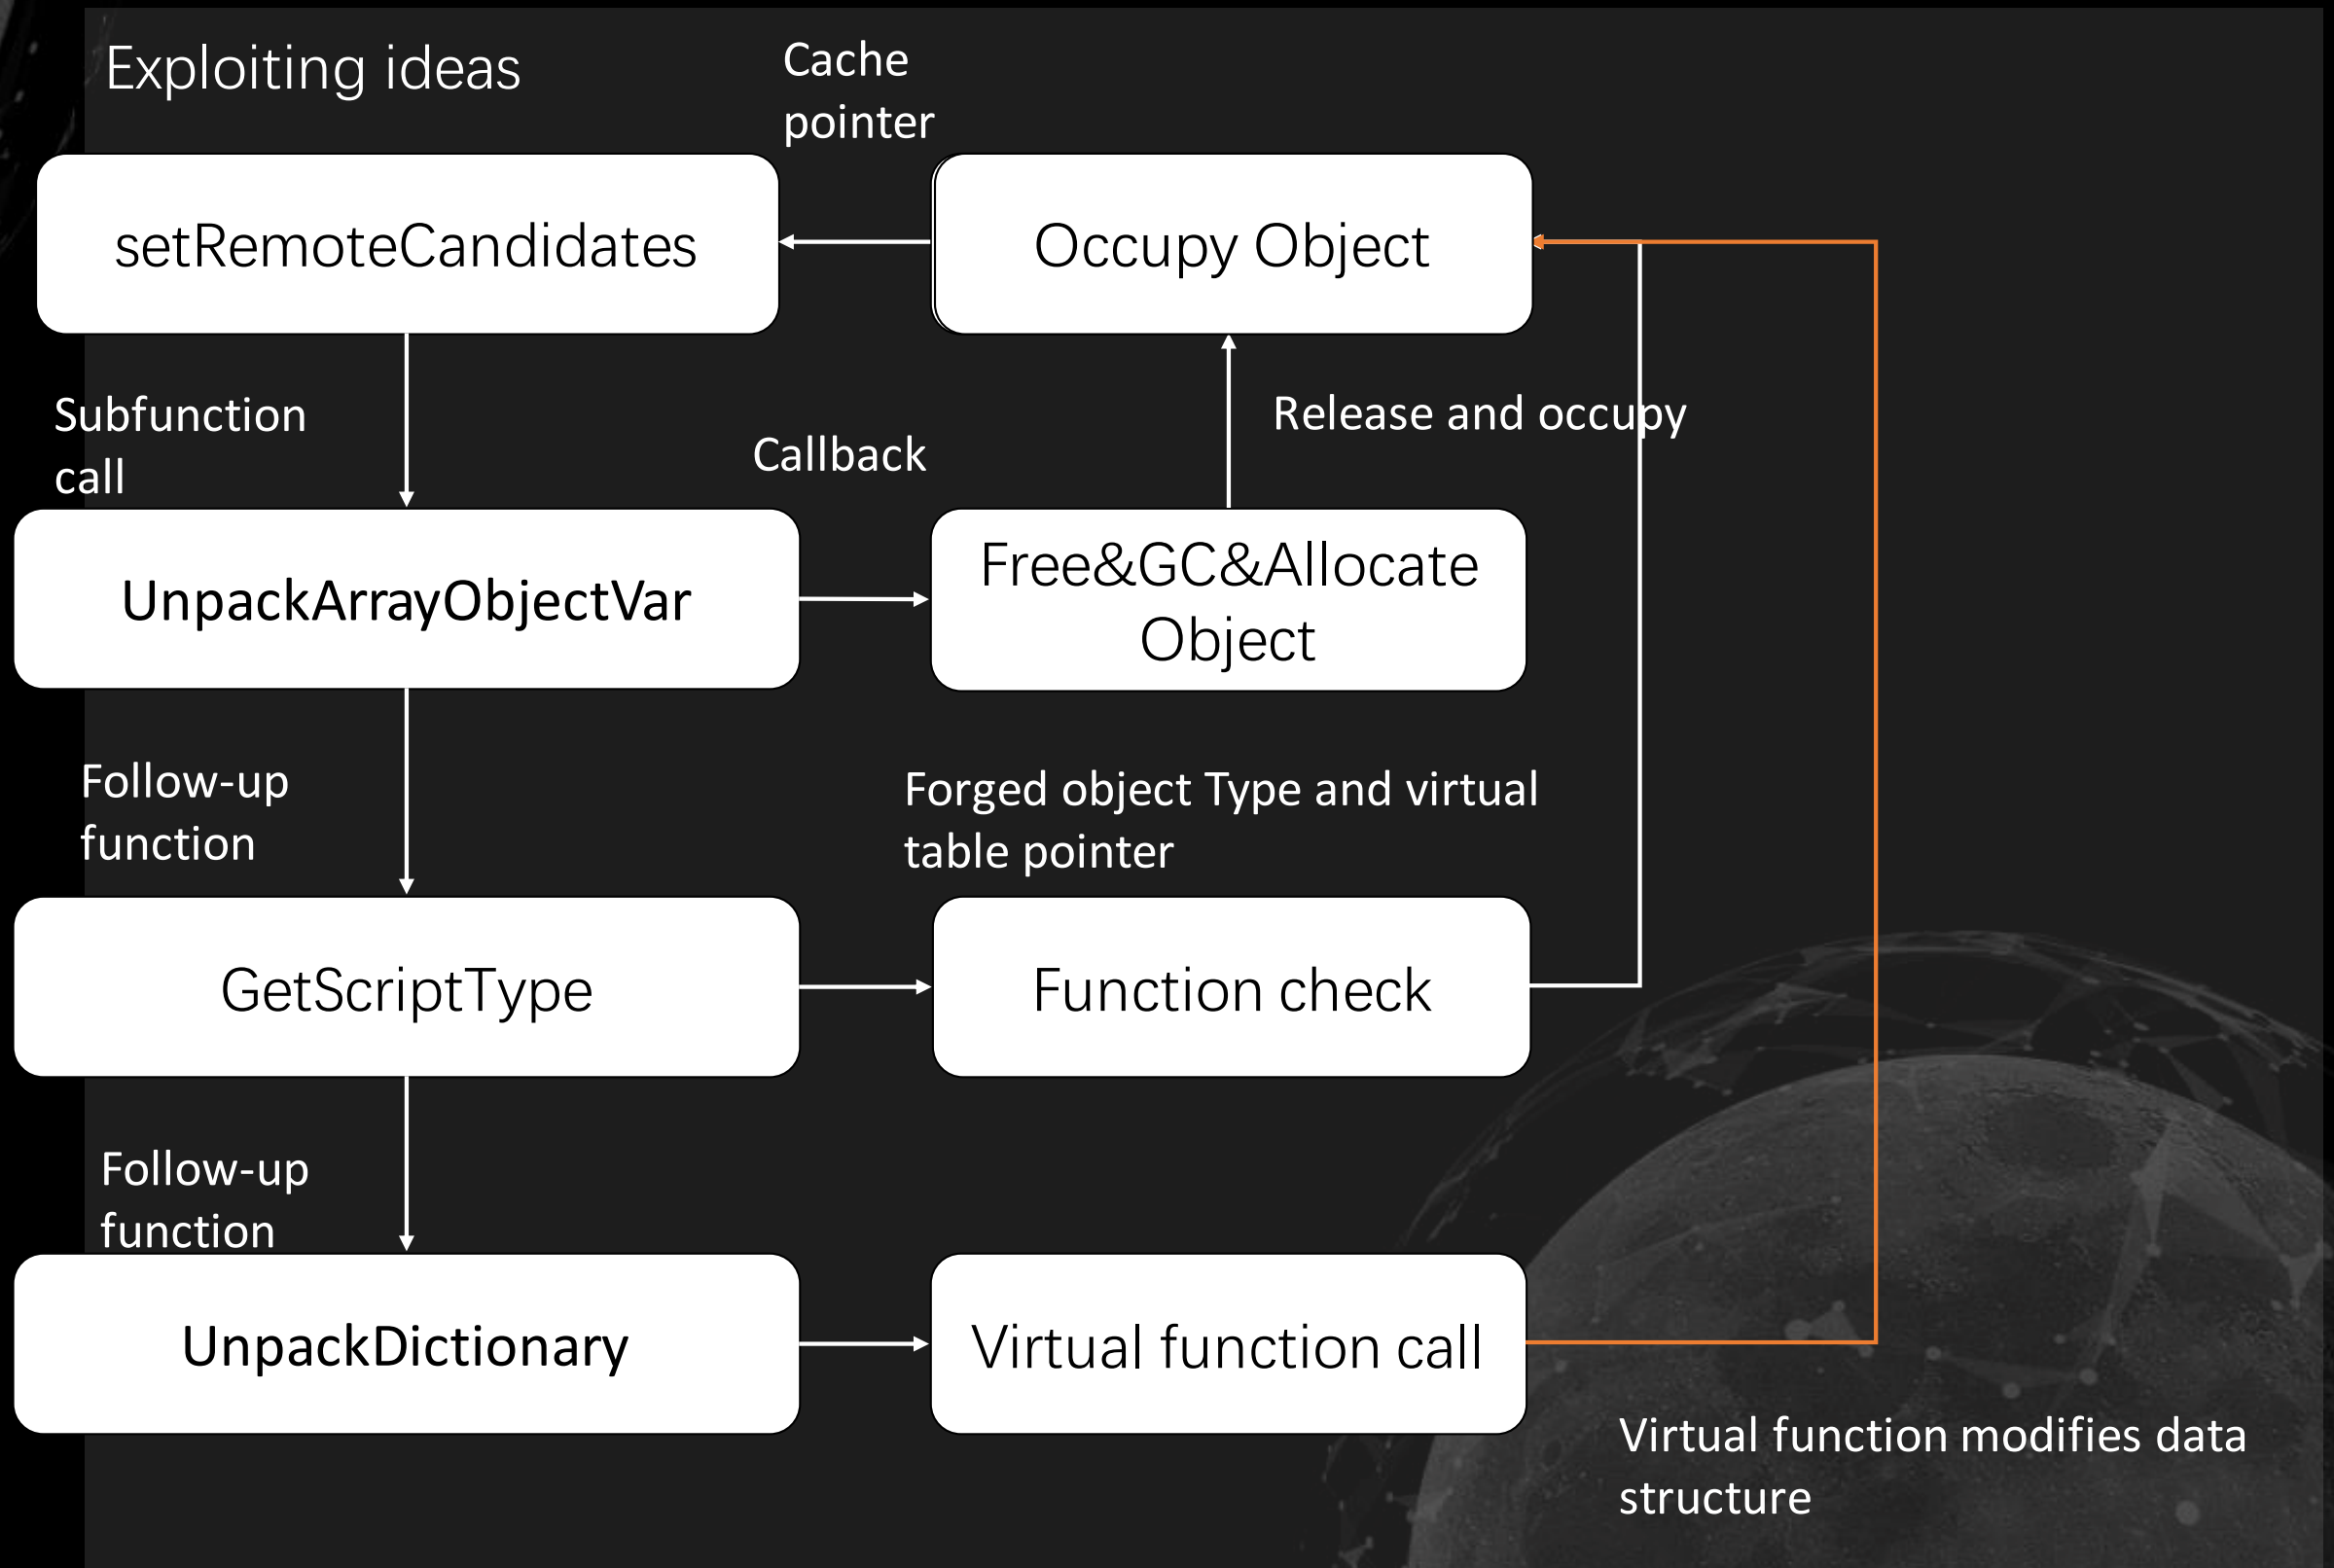 Exploiting ideas
Cache
pointer
setRemoteCandidates
Occupy Object
Subfunction
call
Callback
Release and occupy
UnpackArrayObjectVar
Free&GC&Allocate
Object
Follow-up
function
Forged object Type and virtual
table pointer
GetScriptType
Function check
Follow-up
function
UnpackDictionary
Virtual function call
Virtual function modifies data
structure